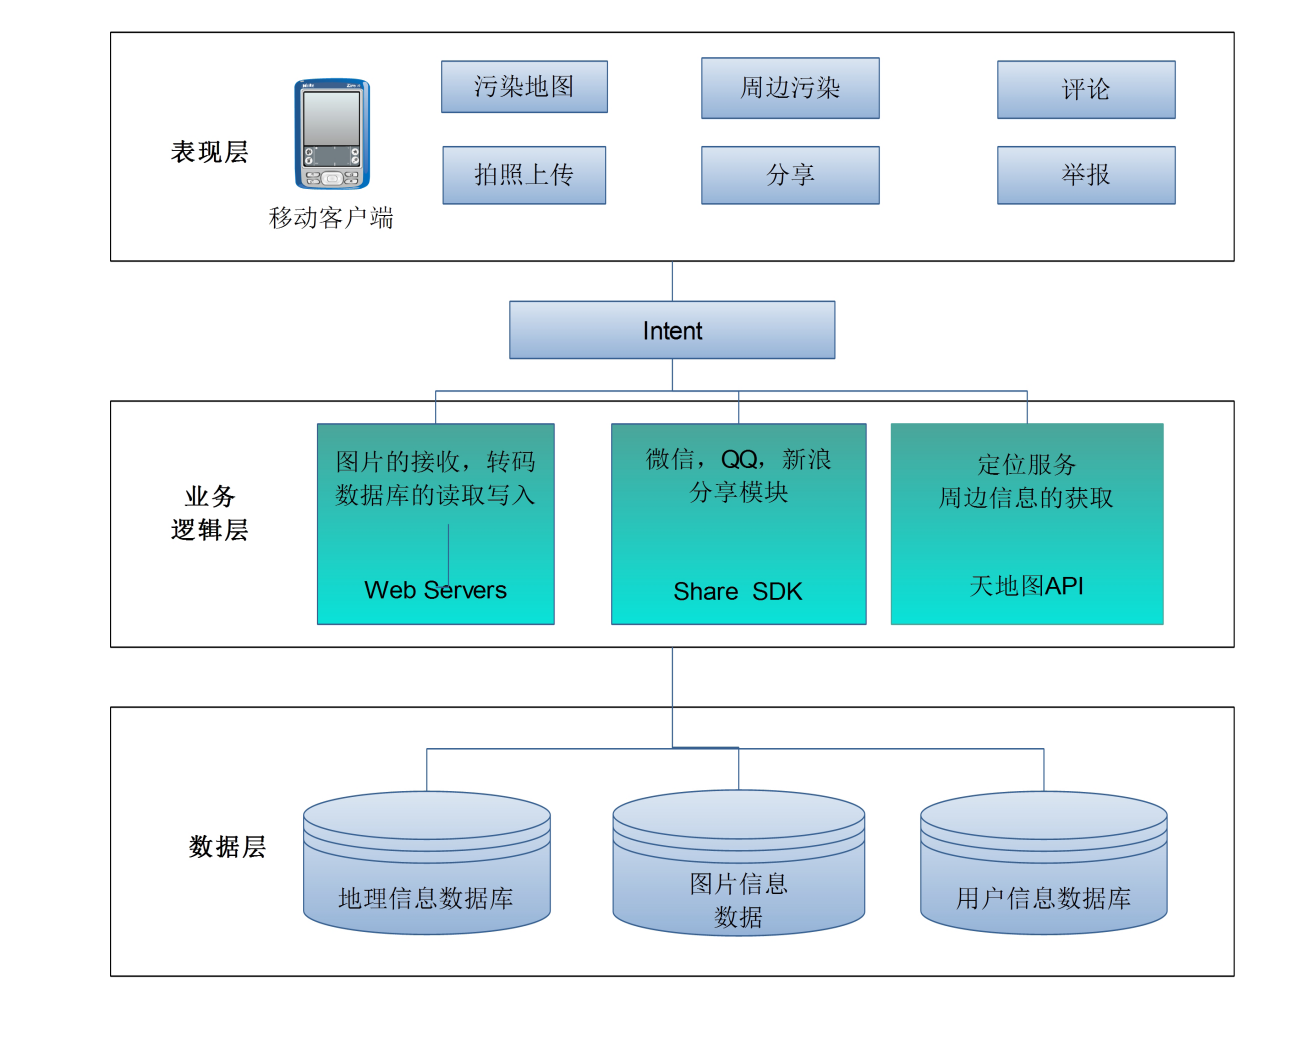 污染地图
周边污染
评论
表现层
拍照上传
分享
举报
移动客户端
Intent
图片的接收，转码
数据库的读取写入
微信，QQ，新浪
分享模块
定位服务
周边信息的获取
业务
逻辑层
Web Servers
Share SDK
天地图API
数据层
地理信息数据库
图片信息
数据
用户信息数据库